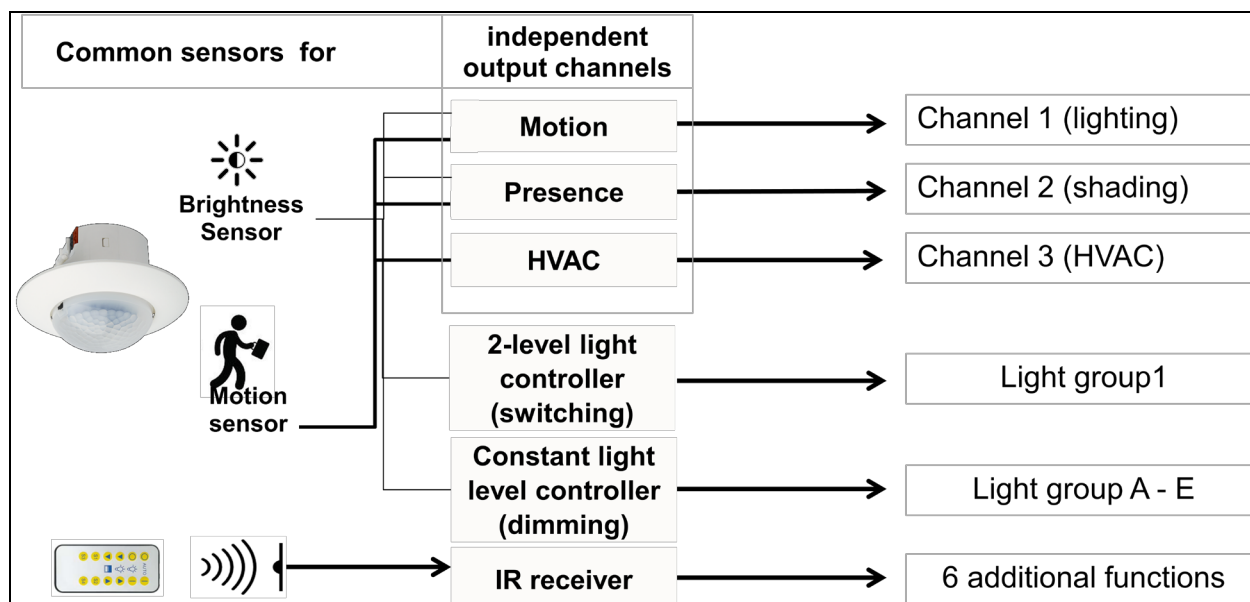 Common sensors for
independent
output channels
Motion
Channel 1 (lighting)
Brightness
Sensor
Presence
Channel 2 (shading)
HVAC
Channel 3 (HVAC)
Motion
sensor
2-level light
controller
(switching)
Light group1
Constant light
level controller
(dimming)
Light group A - E
IR receiver
6 additional functions